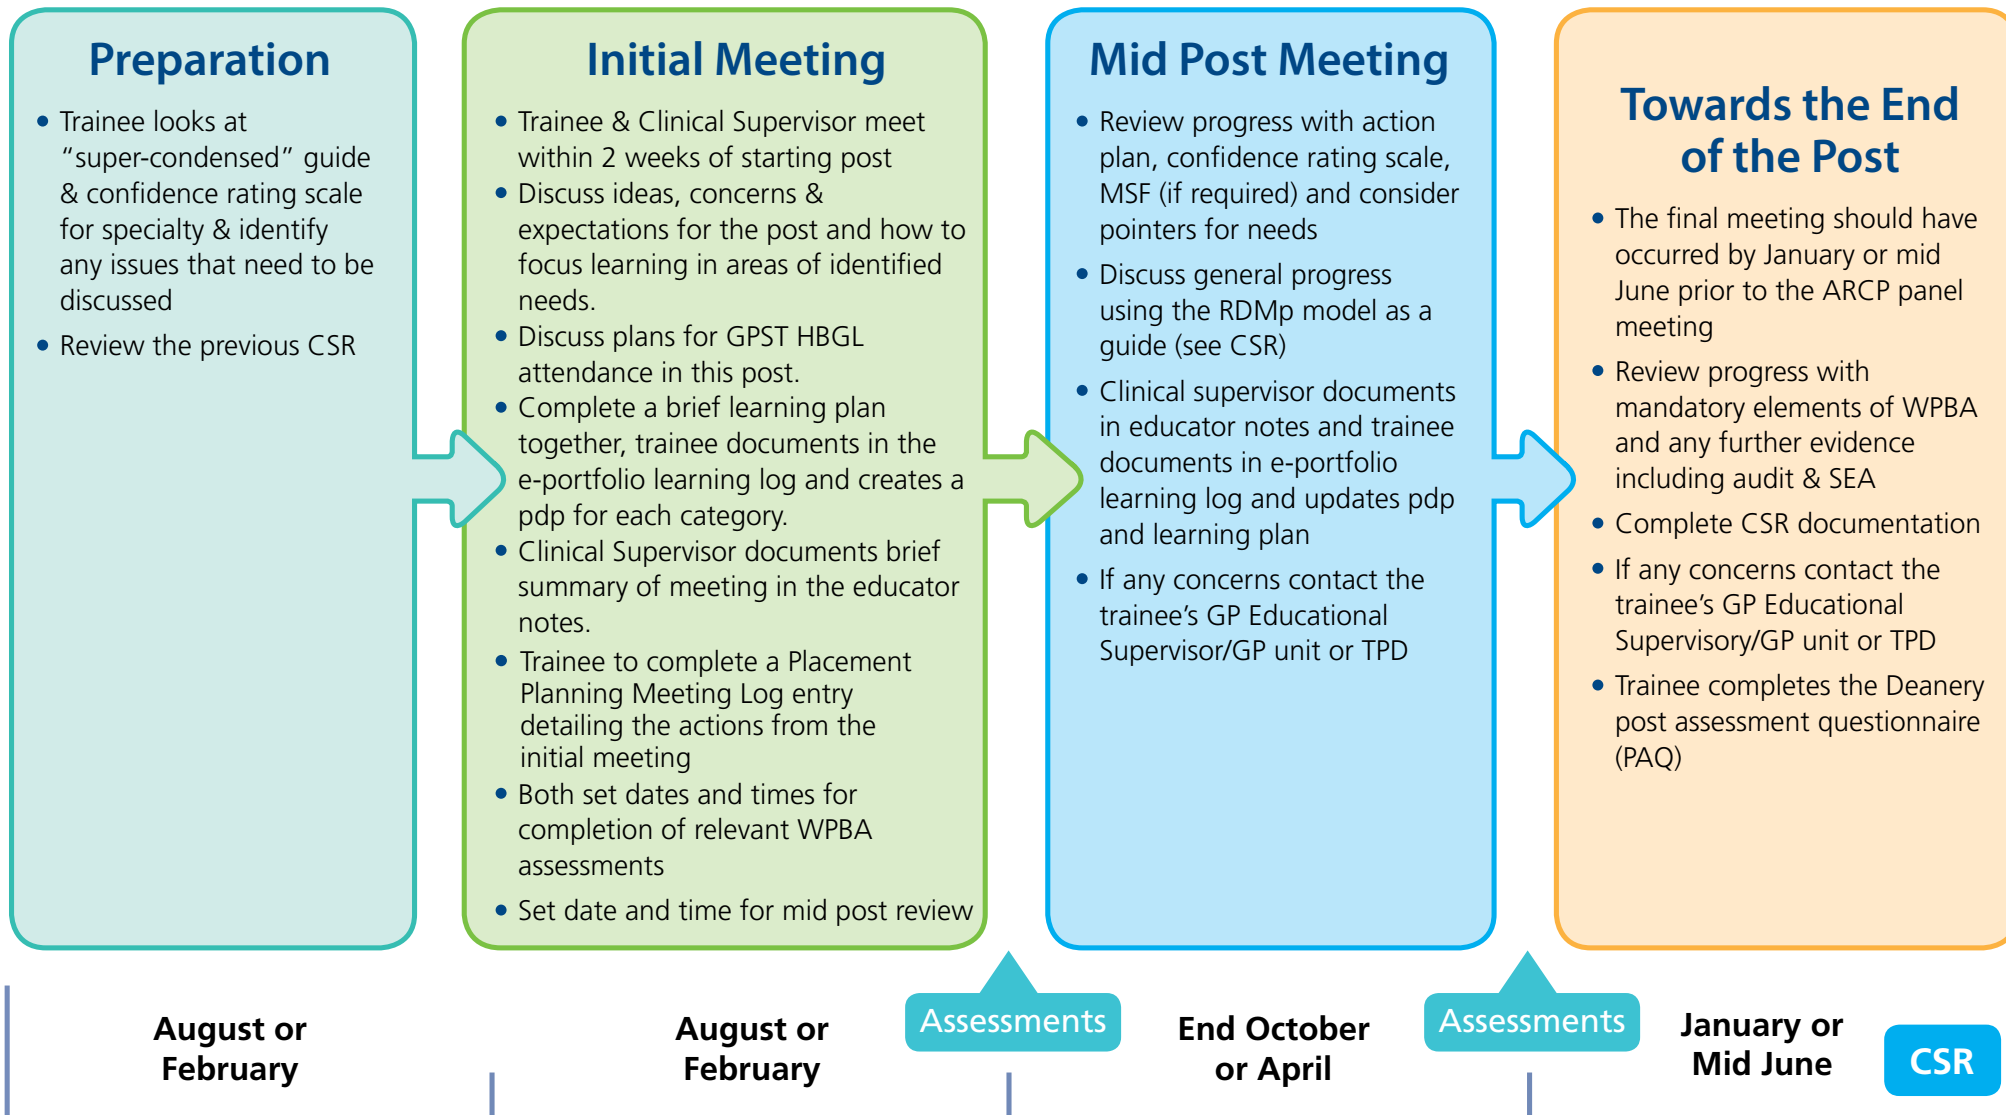 Preparation
• Trainee looks at
“super-condensed” guide
& confidence rating scale
for specialty & identify
any issues that need to be
discussed
• Review the previous CSR
Initial Meeting
• Trainee & Clinical Supervisor meet
within 2 weeks of starting post
• Discuss ideas, concerns &
expectations for the post and how to
focus learning in areas of identified
needs.
• Discuss plans for GPST HBGL
attendance in this post.
• Complete a brief learning plan
together, trainee documents in the
e-portfolio learning log and creates a
pdp for each category.
• Clinical Supervisor documents brief
summary of meeting in the educator
notes.
• Trainee to complete a Placement
Planning Meeting Log entry
detailing the actions from the
initial meeting
• Both set dates and times for
completion of relevant WPBA
assessments
• Set date and time for mid post review
Mid Post Meeting
• Review progress with action
plan, confidence rating scale,
MSF (if required) and consider
pointers for needs
• Discuss general progress
using the RDMp model as a
guide (see CSR)
• Clinical supervisor documents
in educator notes and trainee
documents in e-portfolio
learning log and updates pdp
and learning plan
• If any concerns contact the
trainee’s GP Educational
Supervisor/GP unit or TPD
Towards the End
of the Post
• The final meeting should have
occurred by January or mid
June prior to the ARCP panel
meeting
• Review progress with
mandatory elements of WPBA
and any further evidence
including audit & SEA
• Complete CSR documentation
• If any concerns contact the
trainee’s GP Educational
Supervisory/GP unit or TPD
• Trainee completes the Deanery
post assessment questionnaire
(PAQ)
August or
February
August or
February
Assessments
End October
or April
Assessments
January or
Mid June
CSR